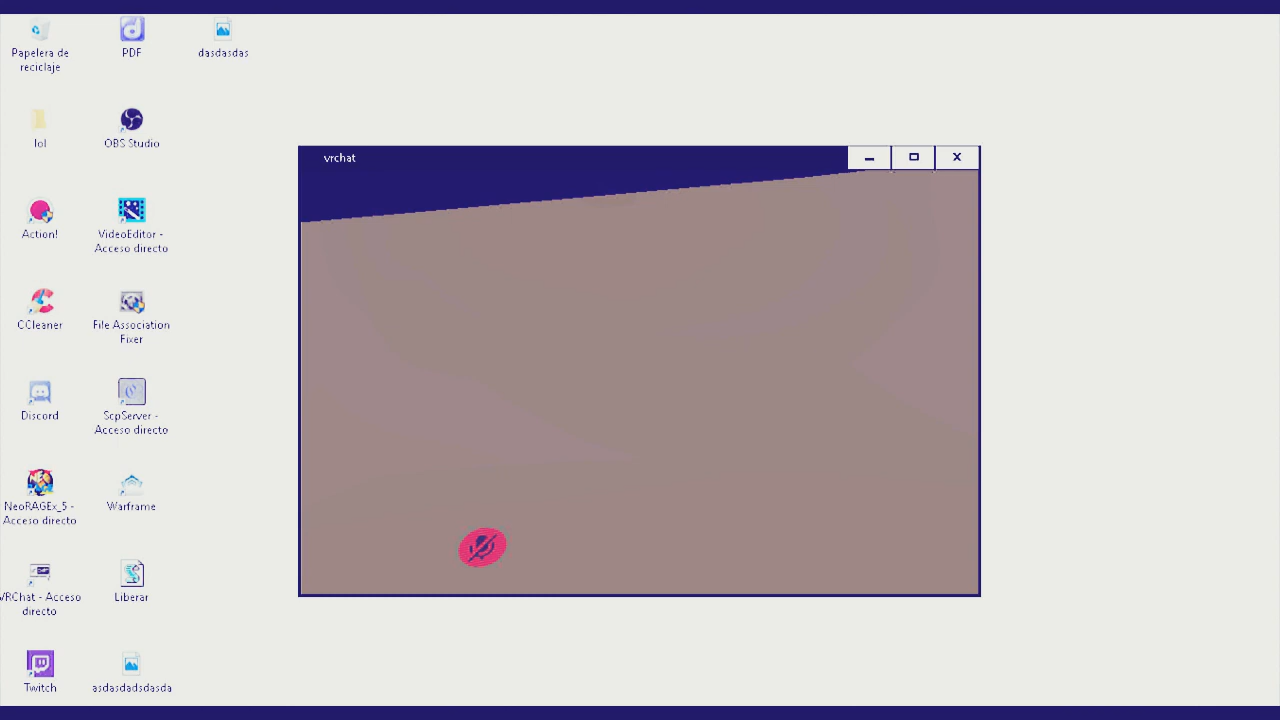 Papelera de
reciclaje
PDF
dasdasdas
lol
OBS Studio
Action!
VideoEditor -
Acceso directo
CCleaner
File Association
Fixer
Discord
ScpServer -
Acceso directo
NeoRAGEx_5 -
Acceso directo
Warframe
VRChat - Acceso
directo
Liberar
Twitch
asdasdadsdasda
vrchat